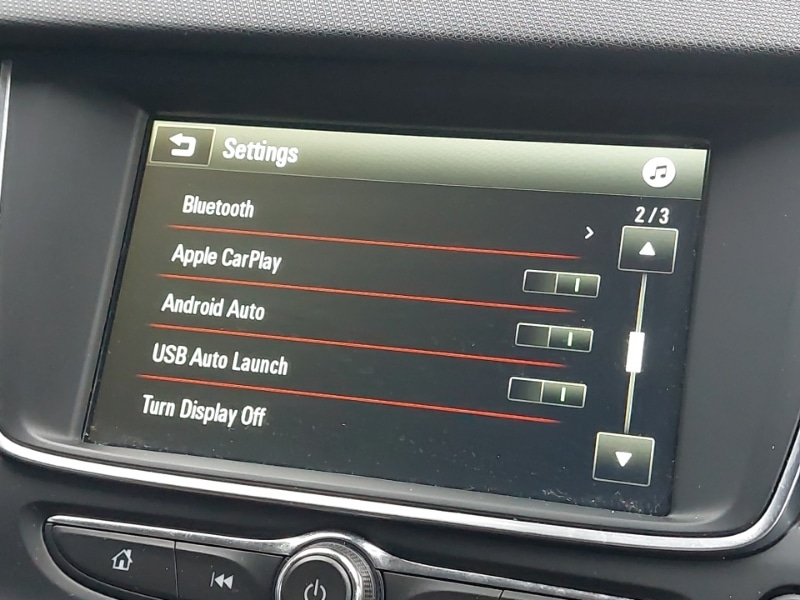 Settings
2/3
Bluetooth
Apple CarPlay
Android Auto
USB Auto Launch
Turn Display Off